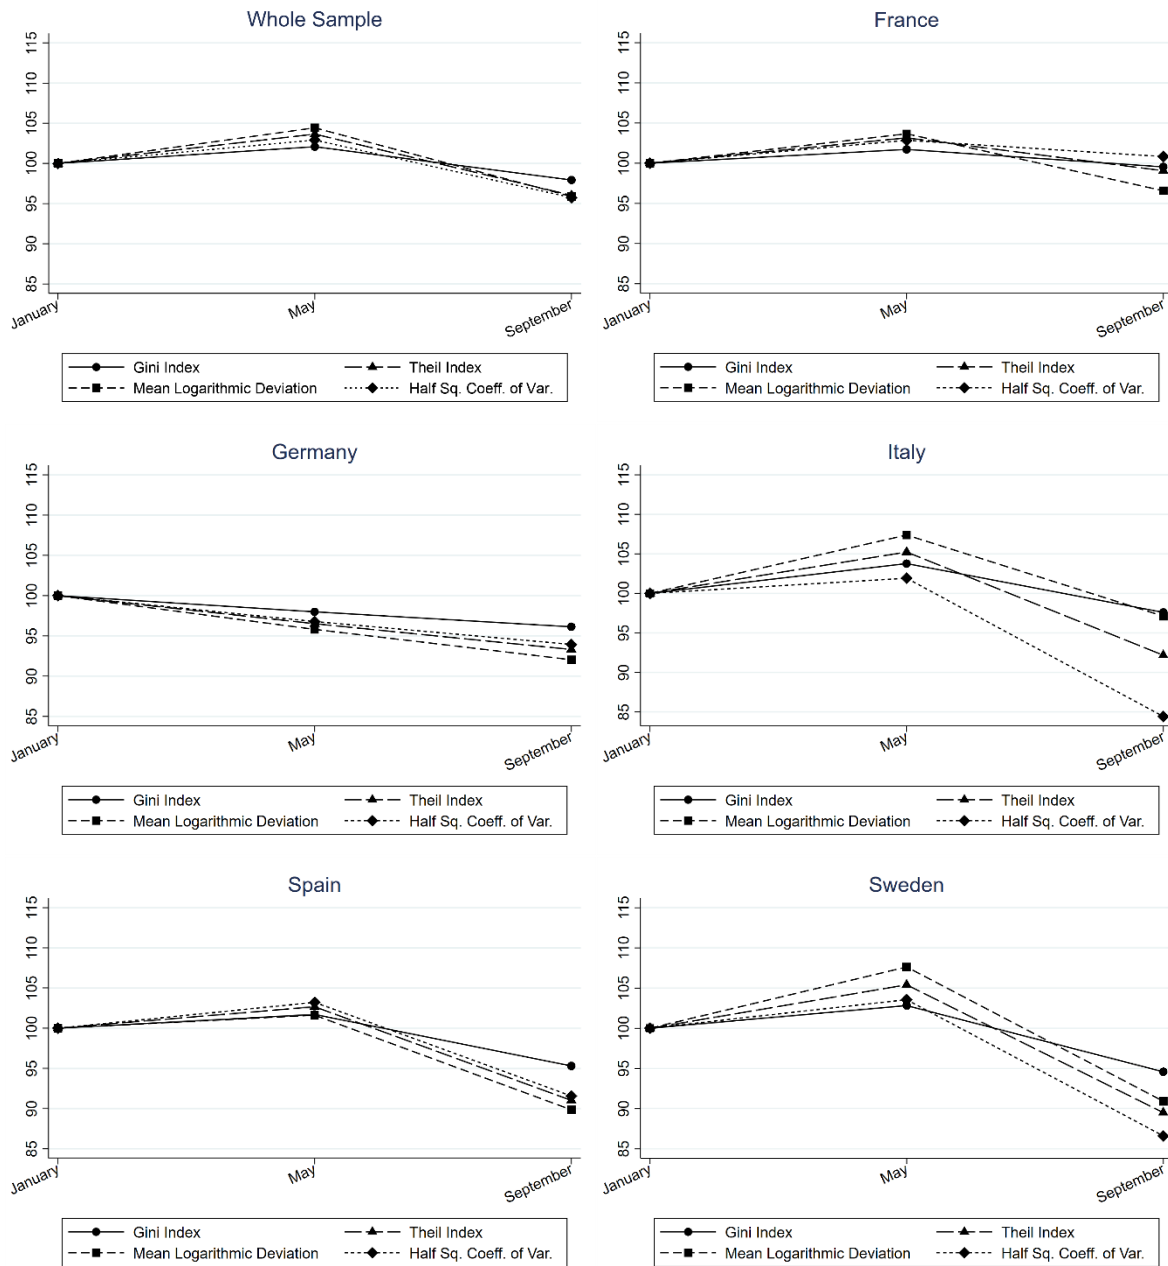 Whole Sample
115
110
105
100
95
90
85
January
May
September
Gini Index
Theil Index
Mean Logarithmic Deviation
Half Sq. Coeff. of Var.
France
115
110
105
100
95
90
85
January
May
September
Gini Index
Theil Index
Mean Logarithmic Deviation
Half Sq. Coeff. of Var.
Germany
115
110
105
100
95
90
85
January
May
September
Gini Index
Theil Index
Mean Logarithmic Deviation
Half Sq. Coeff. of Var.
Italy
115
110
105
100
95
90
85
January
May
September
Gini Index
Theil Index
Mean Logarithmic Deviation
Half Sq. Coeff. of Var.
Spain
115
110
105
100
95
90
85
January
May
September
Gini Index
Theil Index
Mean Logarithmic Deviation
Half Sq. Coeff. of Var.
Sweden
115
110
105
100
95
90
85
January
May
September
Gini Index
Theil Index
Mean Logarithmic Deviation
Half Sq. Coeff. of Var.